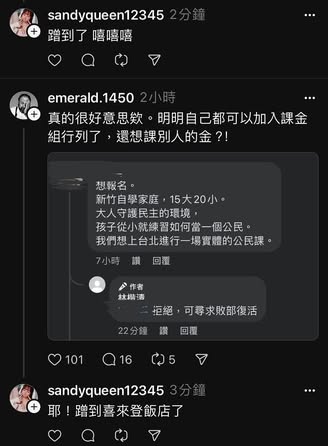 sandyqueen12345 2分鐘
蹭到了 嘻嘻嘻
emerald.1450 2小時
真的很好意思欸。明明自己都可以加入課金
組行列了，還想課別人的金?!
想報名。
新竹自學家庭，15大20小。
大人守護民主的環境，
孩子從小就練習如何當一個公民。
我們想上台北進行一場實體的公民課。
7小時 讚 回覆
作者
拒絕，可尋求敗部復活
22分鐘 讚 回覆
101 16 5
sandyqueen12345 3分鐘
耶！蹭到喜來登飯店了